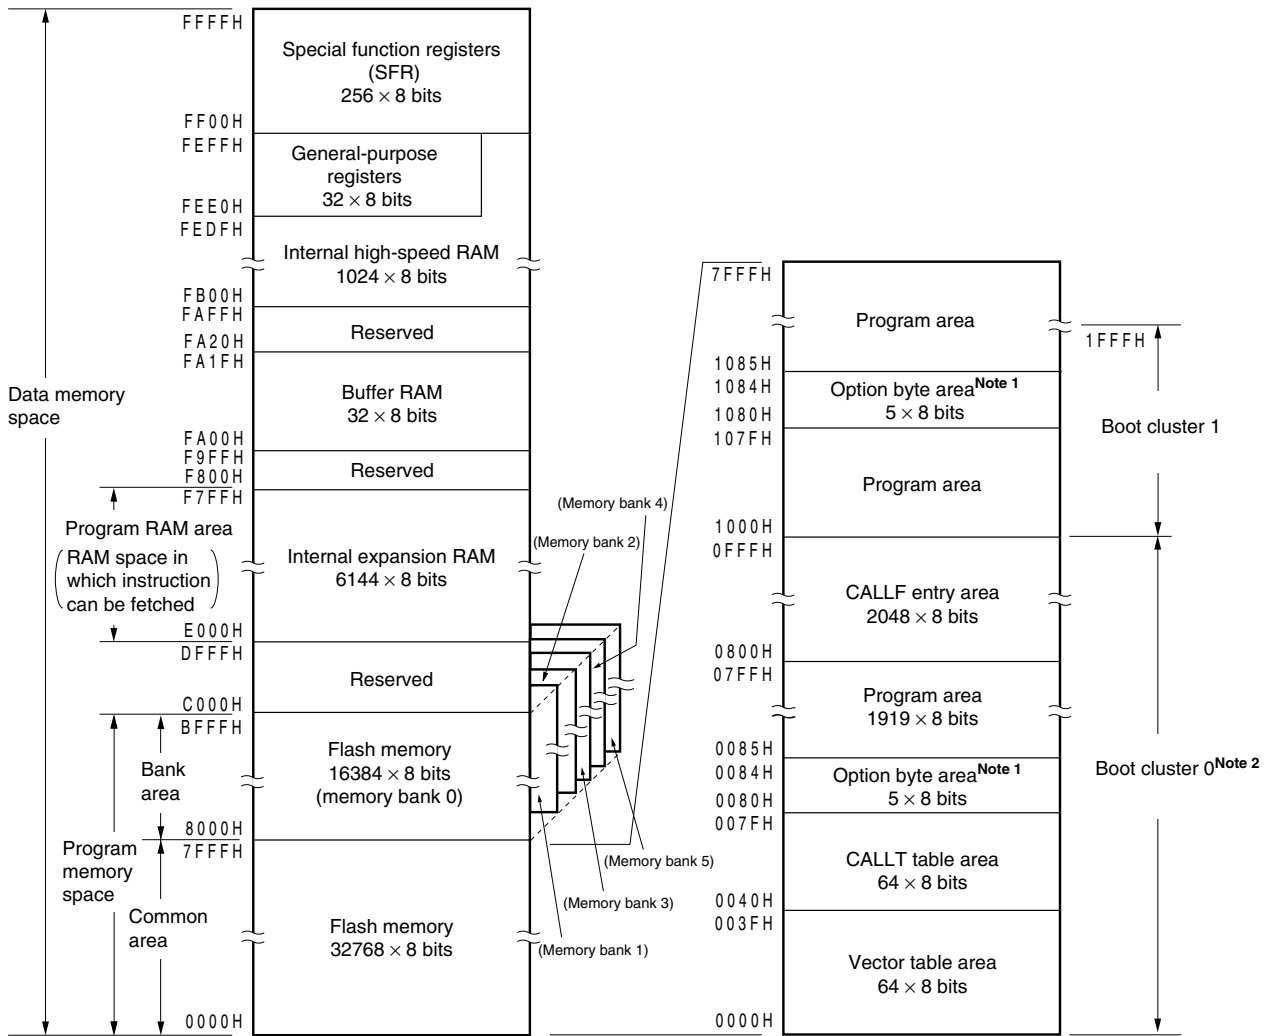 FFFFH
Special function registers
(SFR)
256 × 8 bits
FF00H
FEFFH
General-purpose
registers
32 × 8 bits
FEE0H
FEDFH
Internal high-speed RAM
1024 × 8 bits
FB00H
FAFFH
Reserved
FA20H
FA1FH
Data memory
space
Buffer RAM
32 × 8 bits
FA00H
F9FFH
Reserved
F800H
F7FFH
Program RAM area
RAM space in
which instruction
can be fetched
Internal expansion RAM
6144 × 8 bits
E000H
DFFFH
Reserved
C000H
BFFFH
Bank
area
Flash memory
16384 × 8 bits
(memory bank 0)
8000H
7FFFH
Program
memory
space
Common
area
Flash memory
32768 × 8 bits
0000H
(Memory bank 4)
(Memory bank 2)
(Memory bank 5)
(Memory bank 3)
(Memory bank 1)
7FFFH
Program area
1FFFH
1085H
1084H
Option byte area Note 1
5 × 8 bits
1080H
107FH
Boot cluster 1
Program area
1000H
0FFFH
CALLF entry area
2048 × 8 bits
0800H
07FFH
Program area
1919 × 8 bits
0085H
0084H
Option byte area Note 1
5 × 8 bits
Boot cluster 0 Note 2
0080H
007FH
CALLT table area
64 × 8 bits
0040H
003FH
Vector table area
64 × 8 bits
0000H